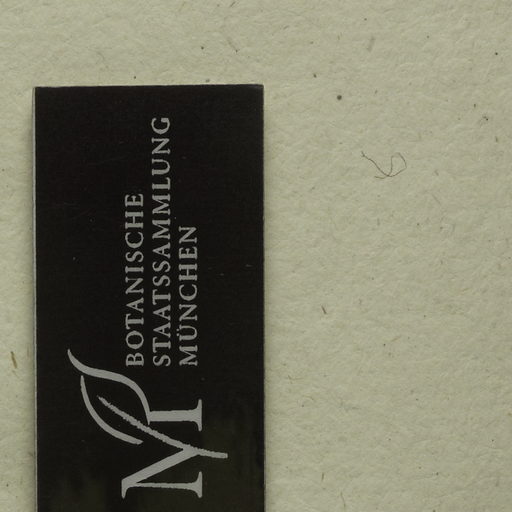 BOTANISCHE
STAATSSAMMLUNG
MÜNCHEN
M